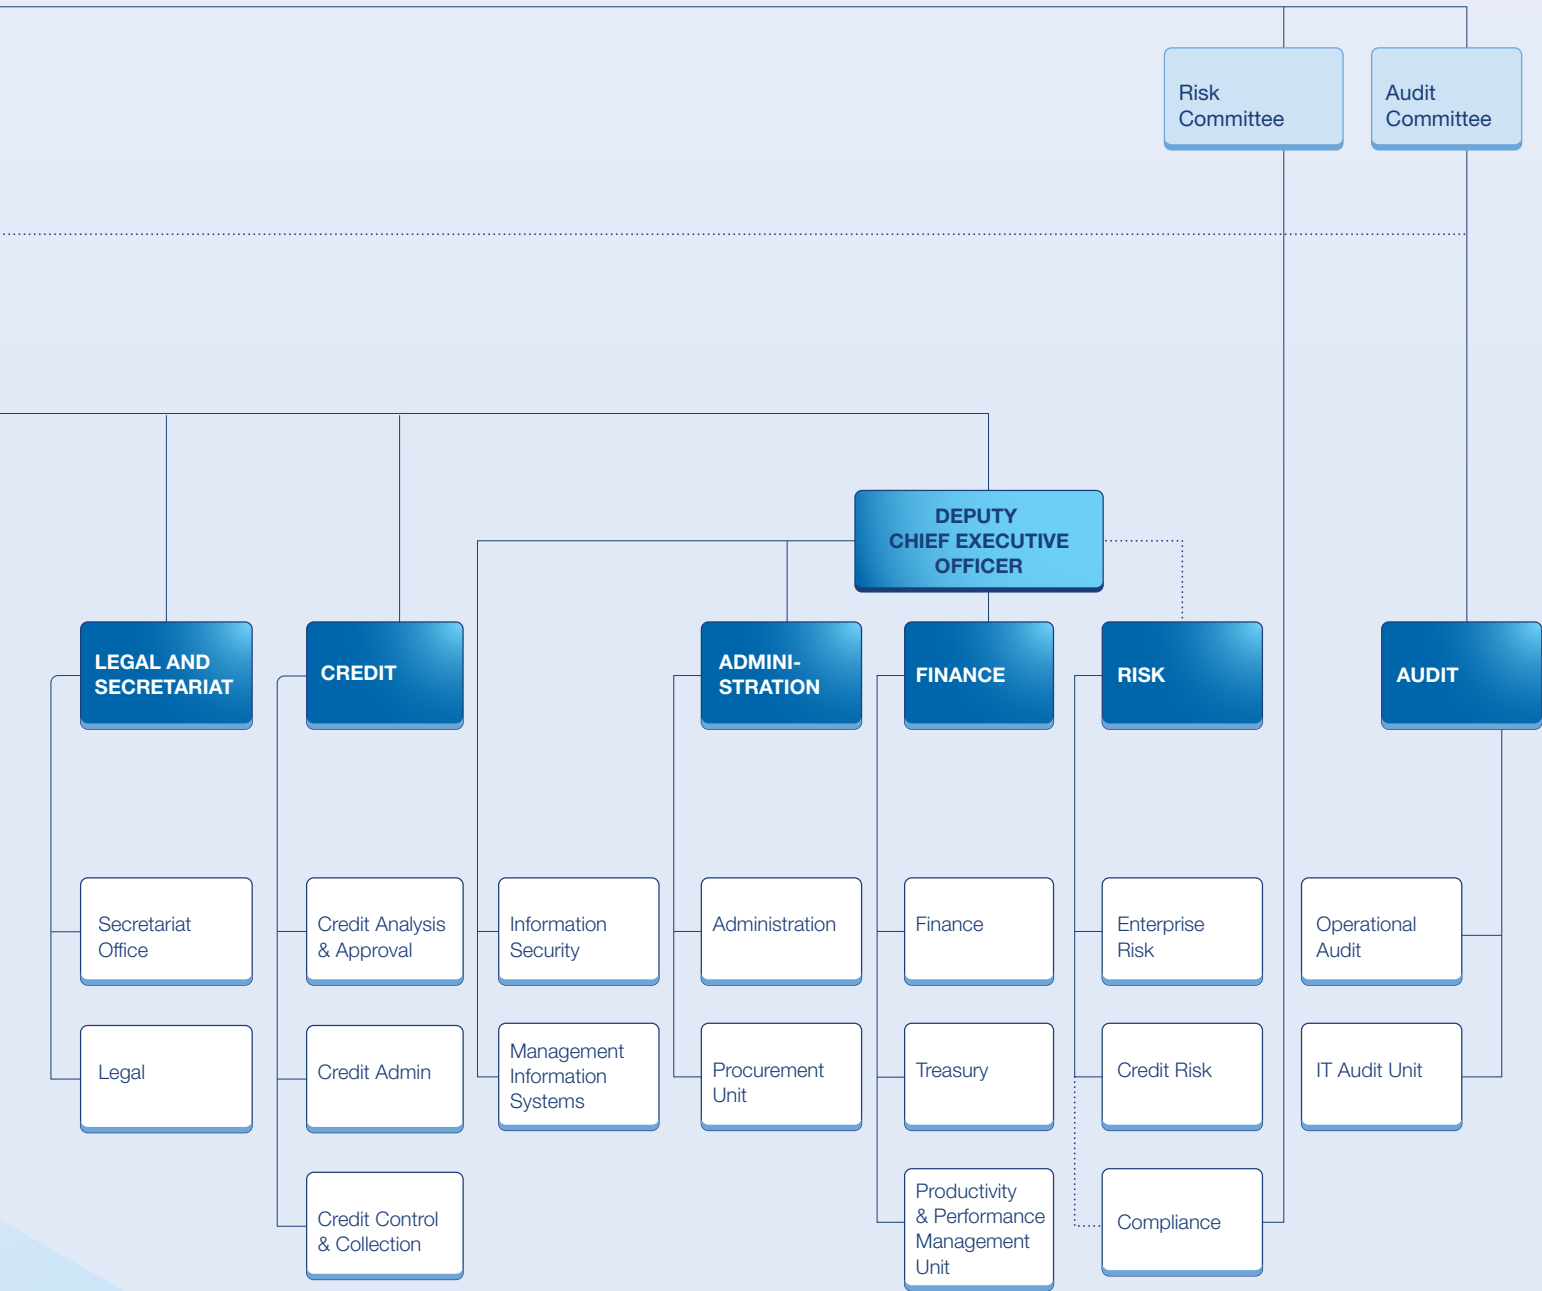 Risk
Committee
Audit
Committee
DEPUTY
CHIEF EXECUTIVE
OFFICER
LEGAL AND
SECRETARIAT
CREDIT
ADMINI-
STRATION
FINANCE
RISK
AUDIT
Secretariat
Office
Credit Analysis
& Approval
Information
Security
Administration
Finance
Enterprise
Risk
Operational
Audit
Legal
Credit Admin
Management
Information
Systems
Procurement
Unit
Treasury
Credit Risk
IT Audit Unit
Credit Control
& Collection
Productivity
& Performance
Management
Unit
Compliance